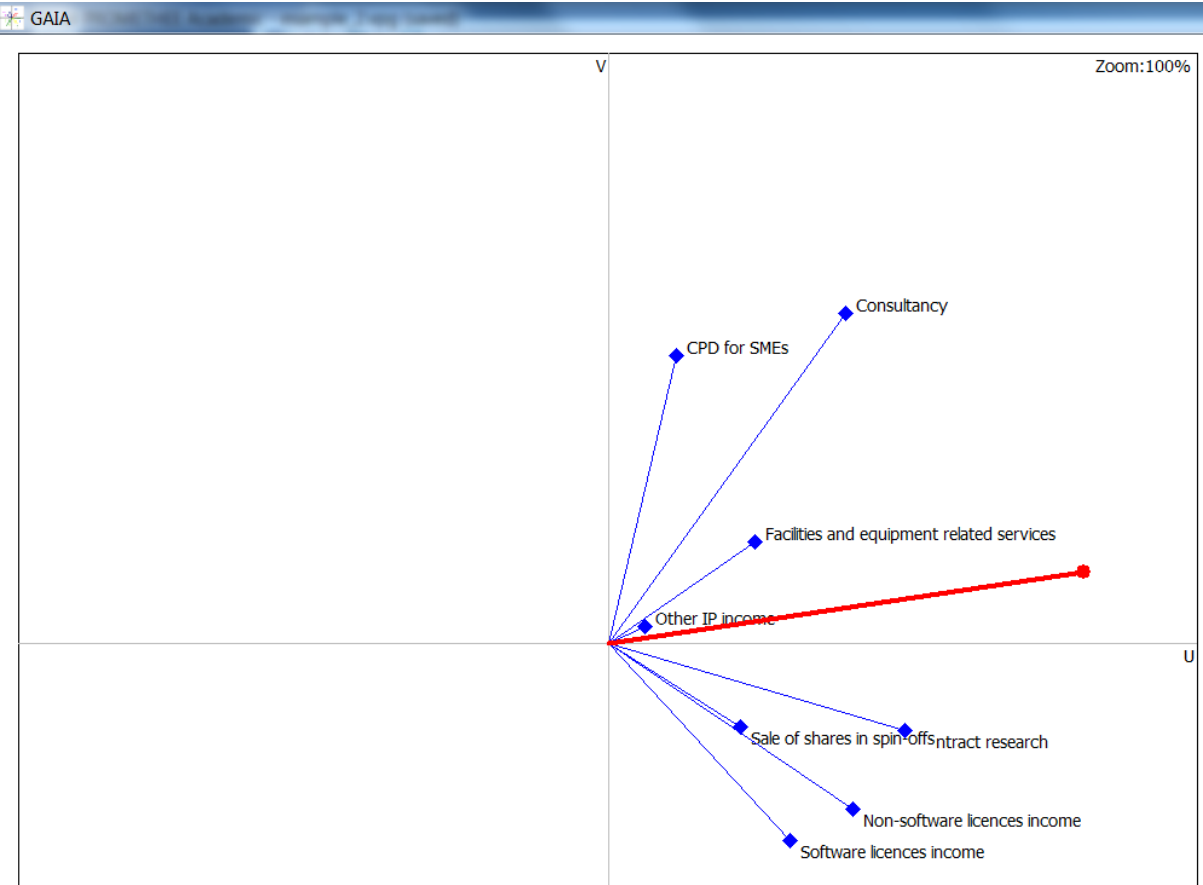 GAIA
V
Zoom:100%
Consultancy
CPD for SMEs
Facilities and equipment related services
Other IP income
U
Sale of shares in spin-offs
ntract research
Non-software licences income
Software licences income